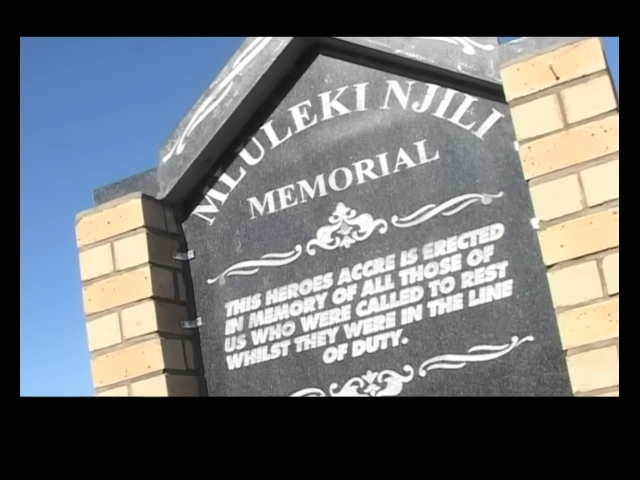 MLULEKI NJILI
MEMORIAL
THIS HEROES ACCRE IS ERECTED
IN MEMORY OF ALL THOSE OF
US WHO WERE CALLED TO REST
WHILST THEY WERE IN THE LINE
OF DUTY.